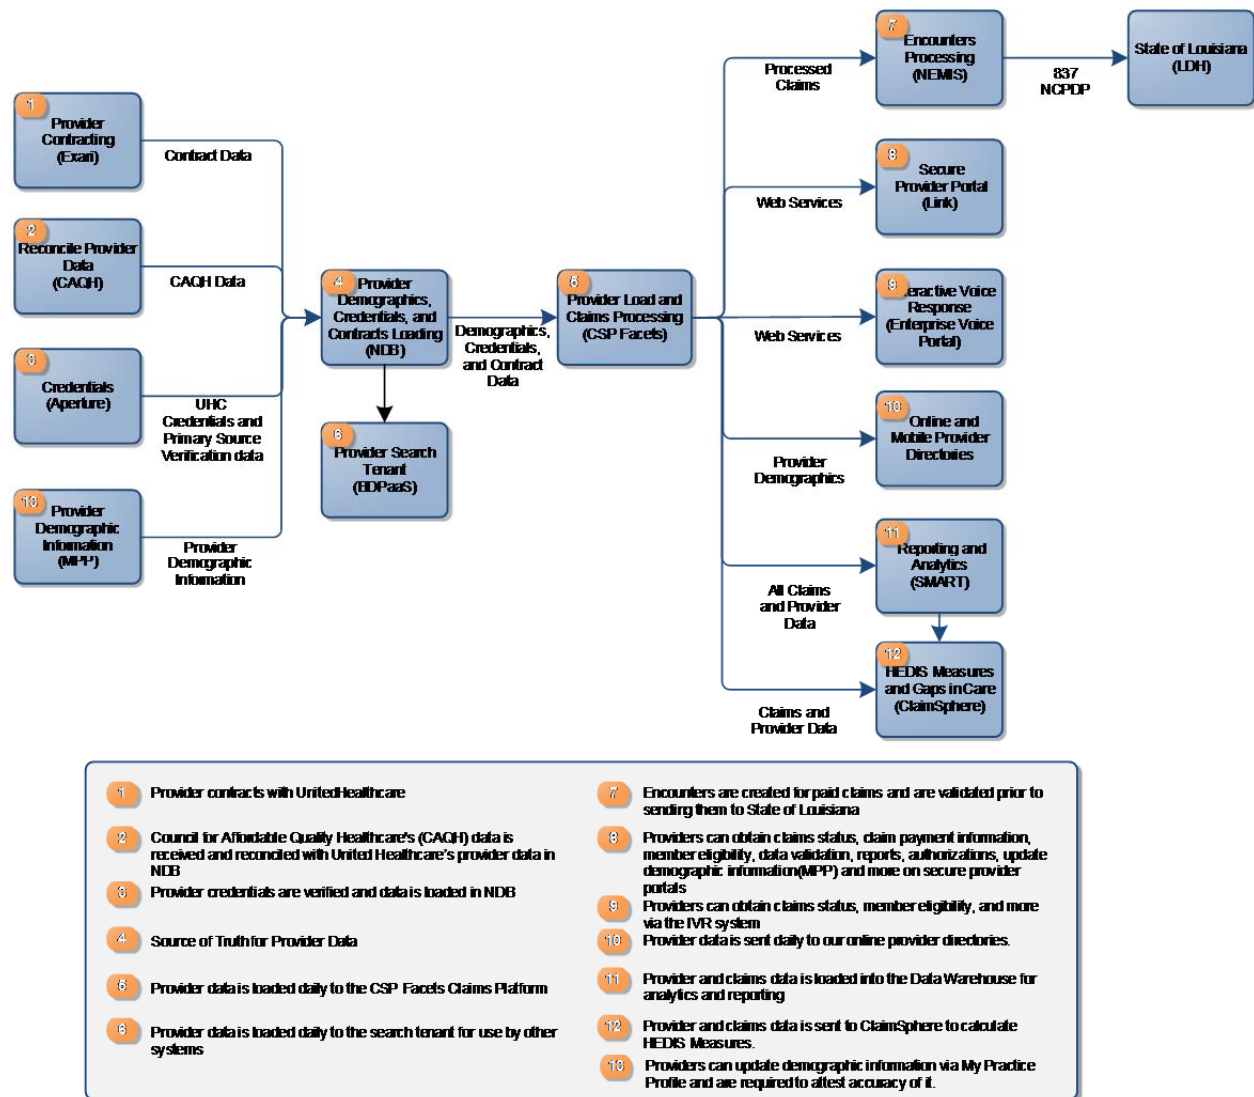 1
Provider
Contracting
(Exari)
Contract Data
2
Reconcile Provider
Data
(CAQH)
CAQH Data
3
Credentials
(Aperture)
UHC
Credentials and
Primary Source
Verification data
13
Provider
Demographic
Information
(MPP)
Provider
Demographic
Information
4
Provider
Demographics,
Credentials, and
Contracts Loading
(NDB)
Demographics,
Credentials,
and Contract
Data
6
Provider Search
Tenant
(BDPaaS)
5
Provider Load and
Claims Processing
(CSP Facets)
Processed
Claims
7
Encounters
Processing
(NEMIS)
837
NCPDP
State of Louisiana
(LDH)
Web Services
8
Secure
Provider Portal
(Link)
Web Services
9
teractive Voice
Response
(Enterprise Voice
Portal)
Provider
Demographics
10
Online and
Mobile Provider
Directories
All Claims
and Provider
Data
11
Reporting and
Analytics
(SMART)
Claims and
Provider Data
12
HEDIS Measures
and Gaps in Care
(ClaimSphere)
1 Provider contracts with UnitedHealthcare
2 Council for Affordable Quality Healthcare's (CAQH) data is
received and reconciled with United Healthcare's provider data in
NDB
3 Provider credentials are verified and data is loaded in NDB
4 Source of Truth for Provider Data
5 Provider data is loaded daily to the CSP Facets Claims Platform
6 Provider data is loaded daily to the search tenant for use by other
systems
7 Encounters are created for paid claims and are validated prior to
sending them to State of Louisiana
8 Providers can obtain claims status, claim payment information,
member eligibility, data validation, reports, authorizations, update
demographic information(MPP) and more on secure provider
portals
9 Providers can obtain claims status, member eligibility, and more
via the IVR system
10 Provider data is sent daily to our online provider directories.
11 Provider and claims data is loaded into the Data Warehouse for
analytics and reporting
12 Provider and claims data is sent to ClaimSphere to calculate
HEDIS Measures.
13 Providers can update demographic information via My Practice
Profile and are required to attest accuracy of it.